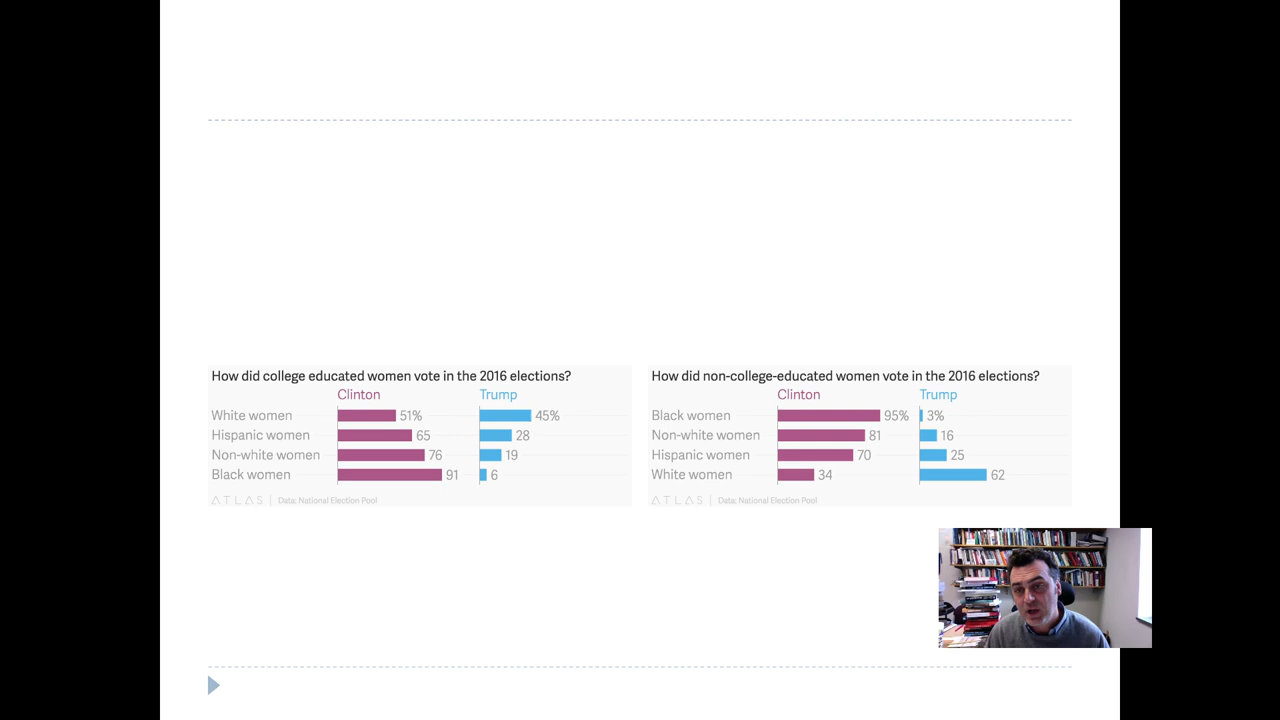 How did college educated women vote in the 2016 elections?
Clinton Trump
White women 51% 45%
Hispanic women 65 28
Non-white women 76 19
Black women 91 6
ATLAS | Data: National Election Pool
How did non-college-educated women vote in the 2016 elections?
Clinton Trump
Black women 95% 3%
Non-white women 81 16
Hispanic women 70 25
White women 34 62
ATLAS | Data: National Election Pool